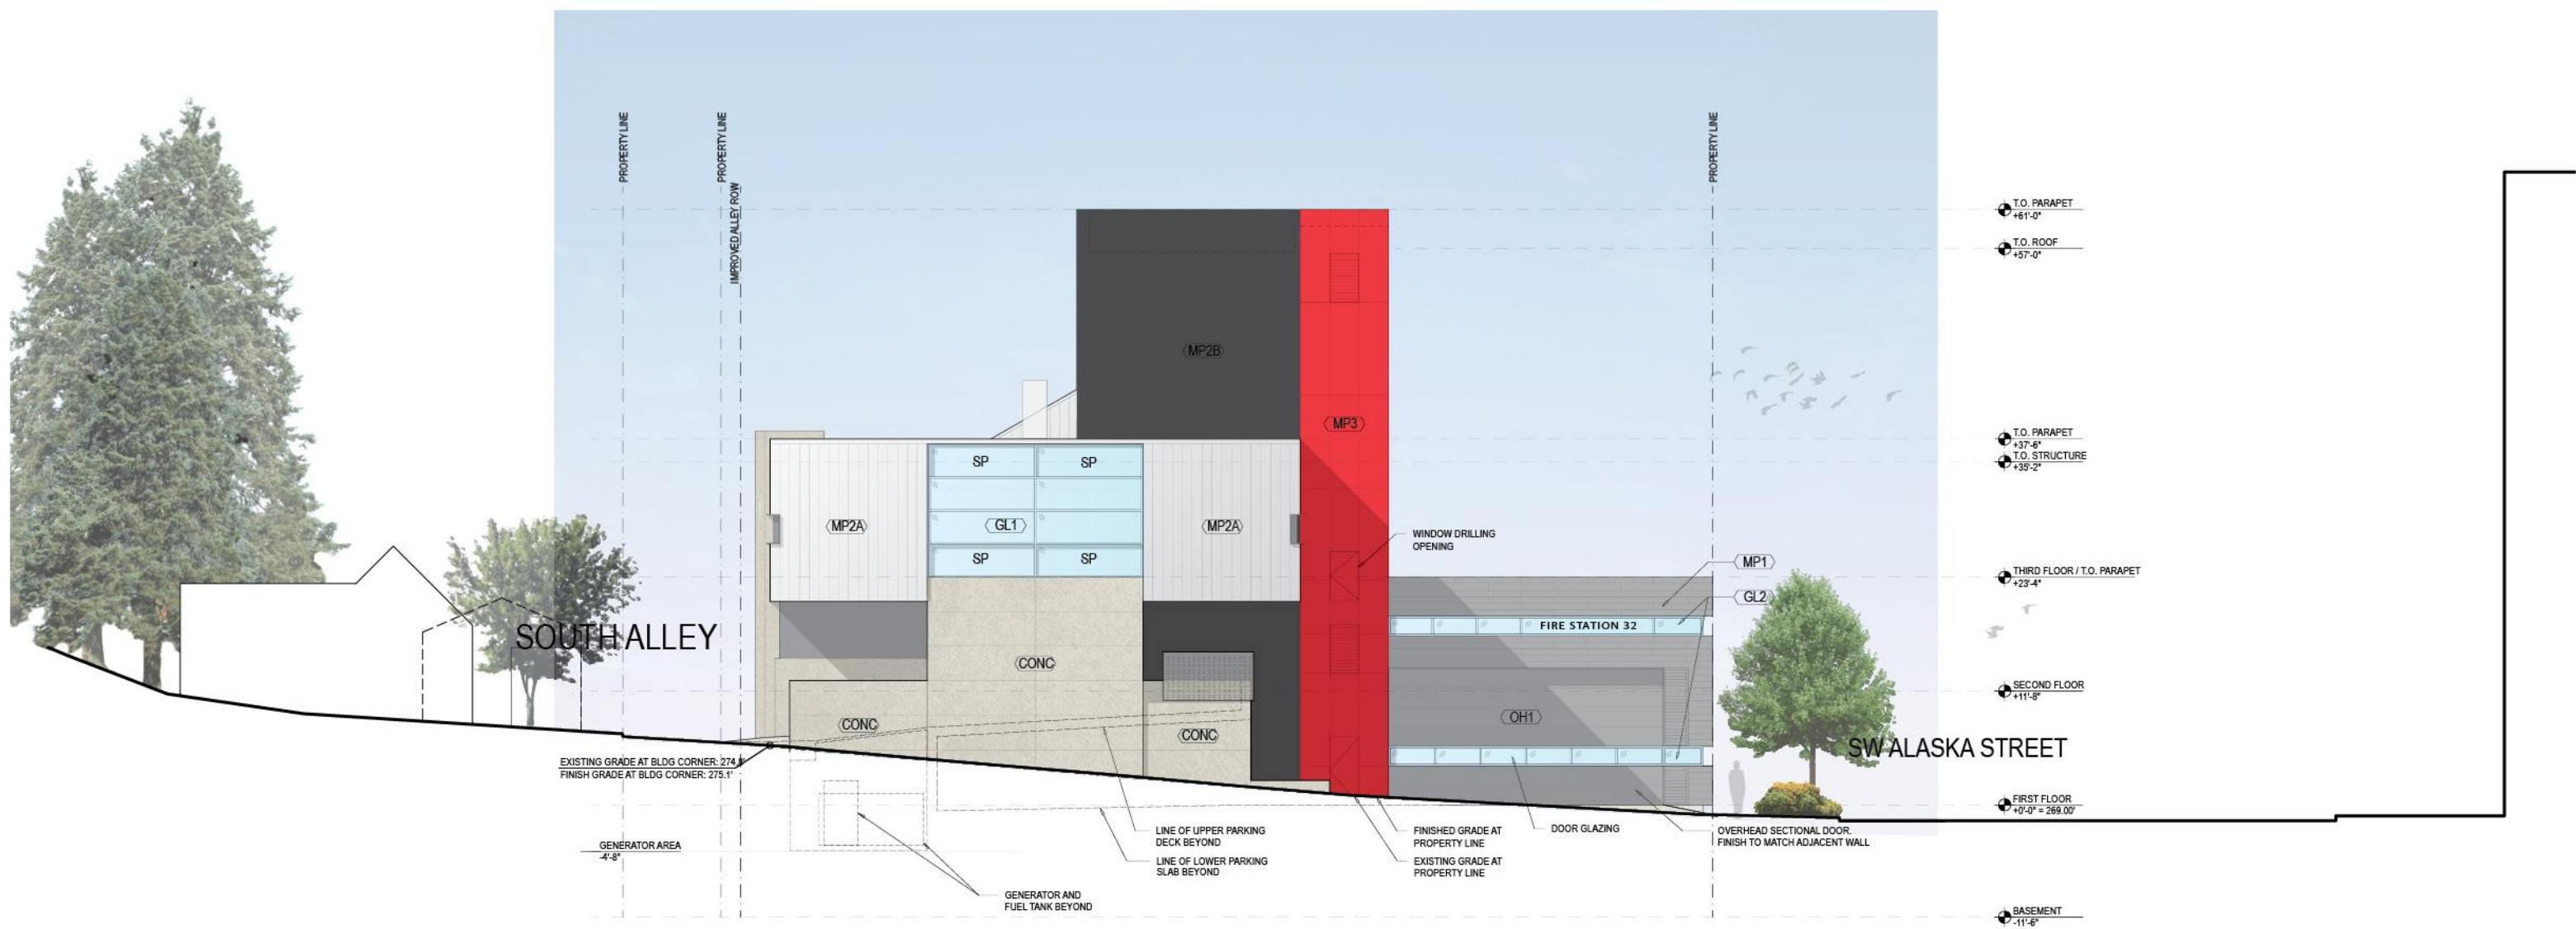 PROPERTY LINE
PROPERTY LINE
IMPROVED ALLEY ROW
PROPERTY LINE
T.O. PARAPET
+61'-0"
T.O. ROOF
+57'-0"
MP2B
MP3
T.O. PARAPET
+37'-6"
T.O. STRUCTURE
+35'-2"
SP
SP
MP2A
GL1
MP2A
SP
SP
WINDOW DRILLING
OPENING
MP1
THIRD FLOOR / T.O. PARAPET
+23'-4"
GL2
FIRE STATION 32
SOUTH ALLEY
CONC
SECOND FLOOR
+11'-8"
CONC
CONC
OH1
SW ALASKA STREET
EXISTING GRADE AT BLDG CORNER: 274.
FINISH GRADE AT BLDG CORNER: 275.1'
FIRST FLOOR
+0'-0" = 269.00'
GENERATOR AREA
-4'-8"
LINE OF UPPER PARKING
DECK BEYOND
LINE OF LOWER PARKING
SLAB BEYOND
FINISHED GRADE AT
PROPERTY LINE
EXISTING GRADE AT
PROPERTY LINE
DOOR GLAZING
OVERHEAD SECTIONAL DOOR.
FINISH TO MATCH ADJACENT WALL
GENERATOR AND
FUEL TANK BEYOND
BASEMENT
-11'-6"